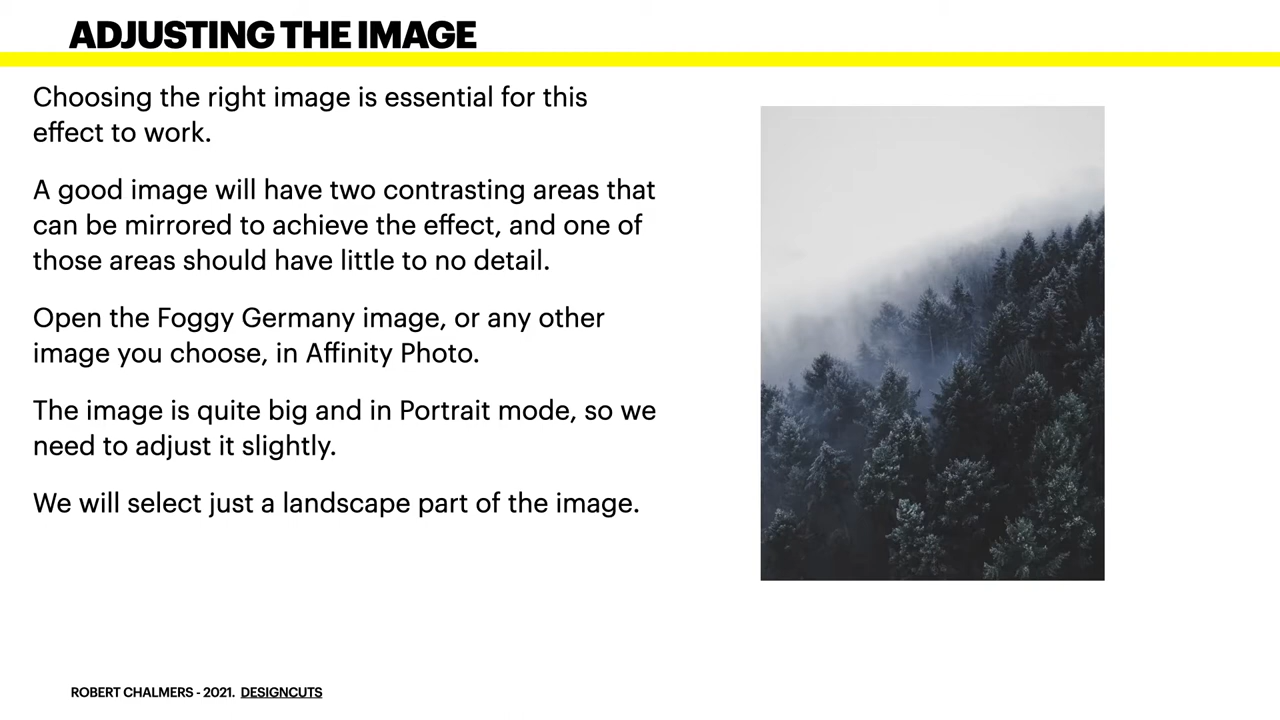 ADJUSTING THE IMAGE
Choosing the right image is essential for this
effect to work.
A good image will have two contrasting areas that
can be mirrored to achieve the effect, and one of
those areas should have little to no detail.
Open the Foggy Germany image, or any other
image you choose, in Affinity Photo.
The image is quite big and in Portrait mode, so we
need to adjust it slightly.
We will select just a landscape part of the image.
ROBERT CHALMERS - 2021. DESIGNCUTS